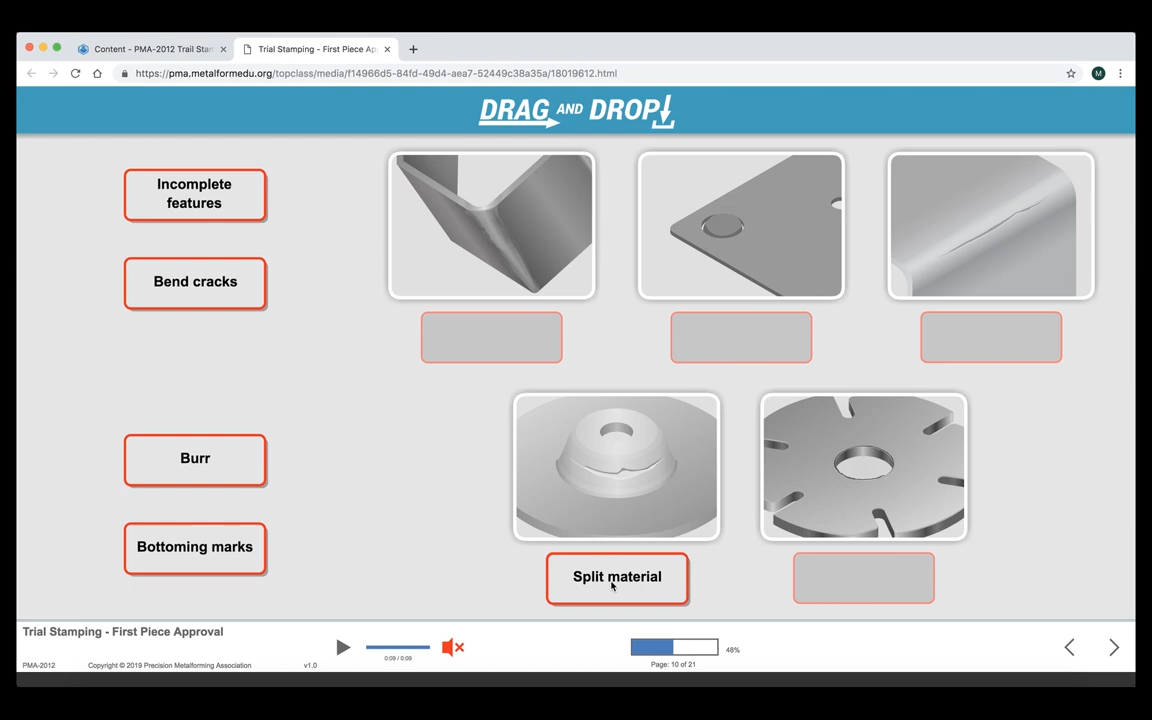 Content - PMA-2012 Trail Stan
Trial Stamping - First Piece Ap
https://pma.metalformedu.org/topclass/media/f14966d5-84fd-49d4-aea7-52449c38a35a/18019612.html
M
DRAG AND DROP
Incomplete
features
Bend cracks
Burr
Bottoming marks
Split material
Trial Stamping - First Piece Approval
0:09 / 0:09
48%
PMA-2012
Copyright © 2019 Precision Metalforming Association
v1.0
Page: 10 of 21